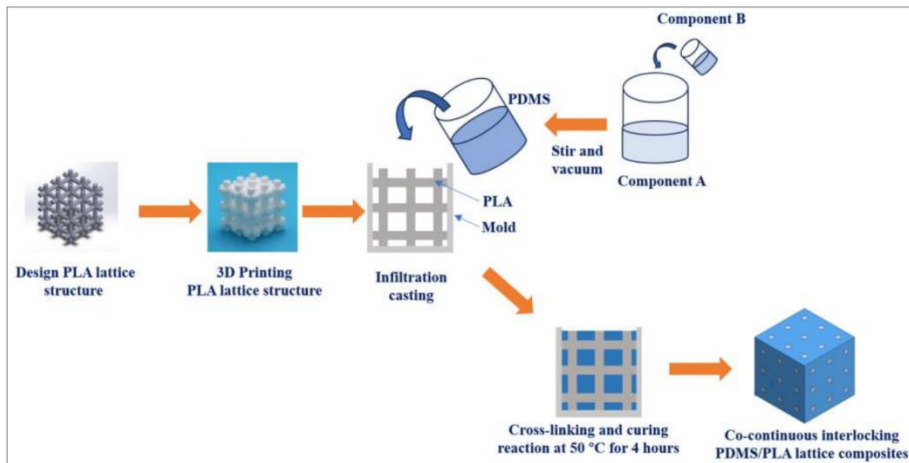 Component B
PDMS
Stir and
vacuum
Component A
PLA
Mold
Design PLA lattice
structure
3D Printing
PLA lattice structure
Infiltration
casting
Cross-linking and curing
reaction at 50 °C for 4 hours
Co-continuous interlocking
PDMS/PLA lattice composites